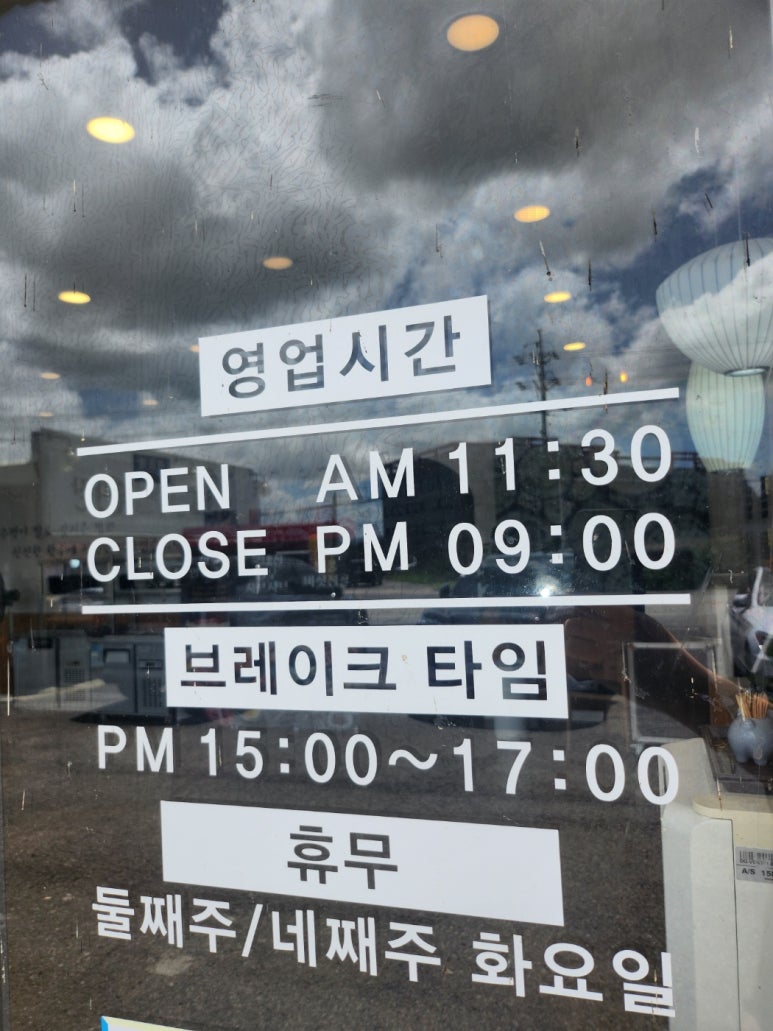 영업시간
OPEN AM 11:30
CLOSE PM 09:00
브레이크 타임
PM 15:00~17:00
휴무
둘째주/네째주 화요일
A/S 15